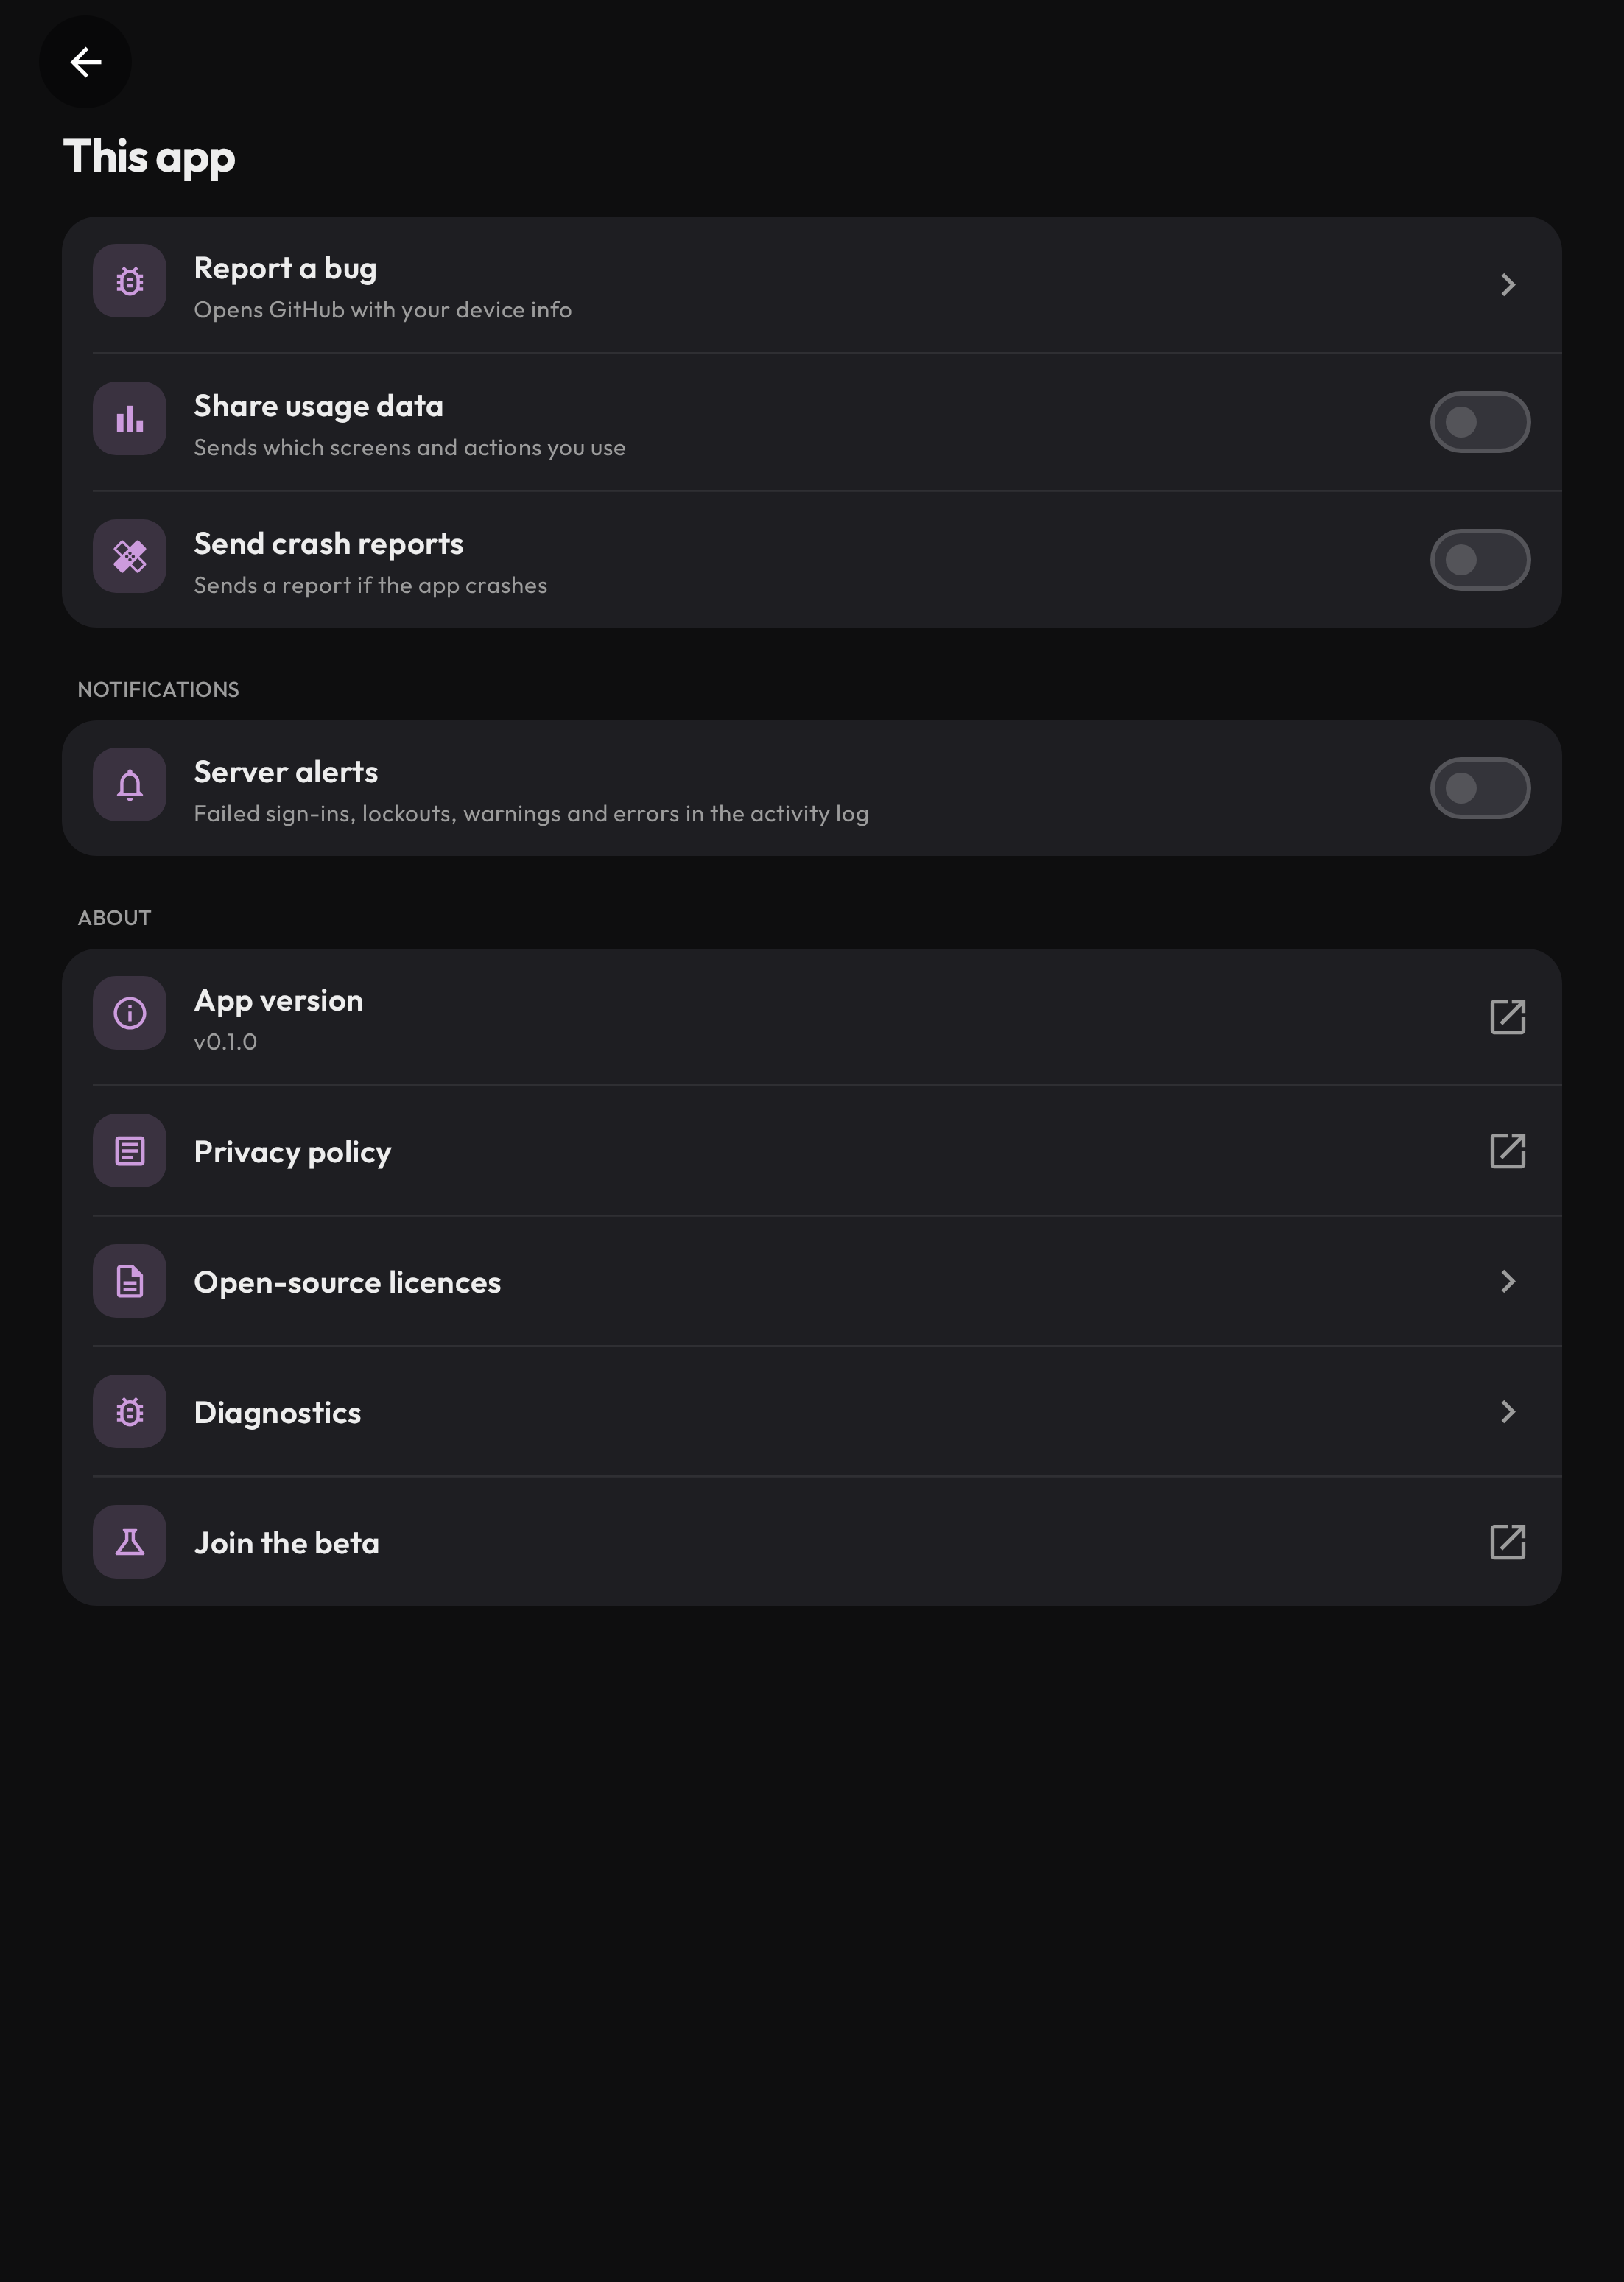 This app
Report a bug
Opens GitHub with your device info
Share usage data
Sends which screens and actions you use
Send crash reports
Sends a report if the app crashes
NOTIFICATIONS
Server alerts
Failed sign-ins, lockouts, warnings and errors in the activity log
ABOUT
App version
v0.1.0
Privacy policy
Open-source licences
Diagnostics
Join the beta